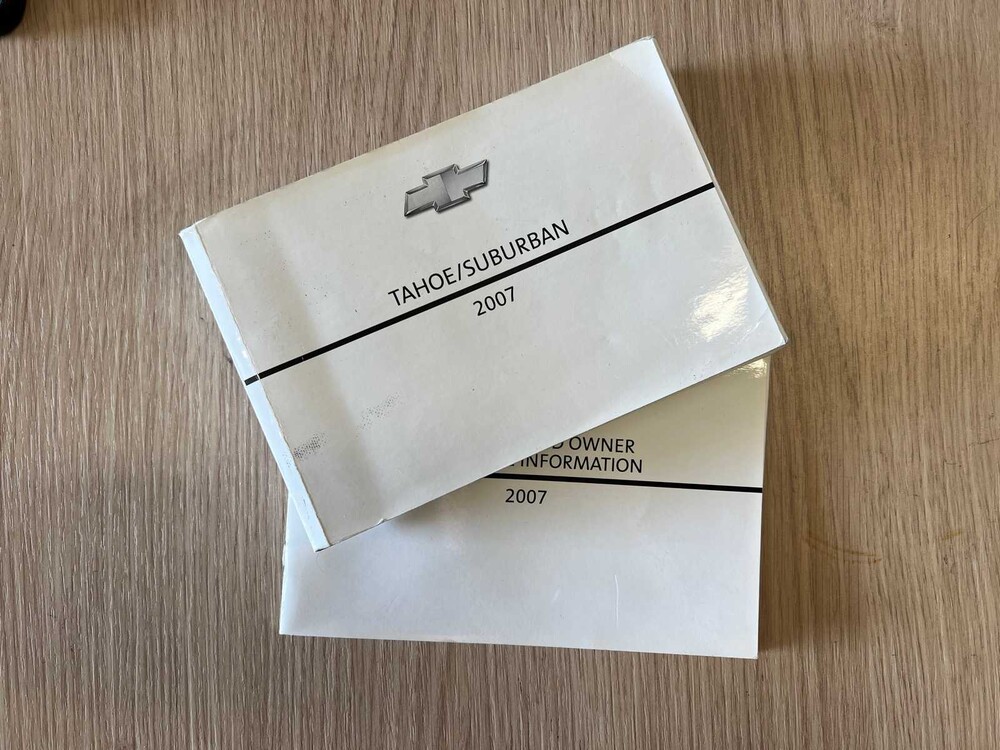 TAHOE/SUBURBAN
2007
OWNER
INFORMATION
2007